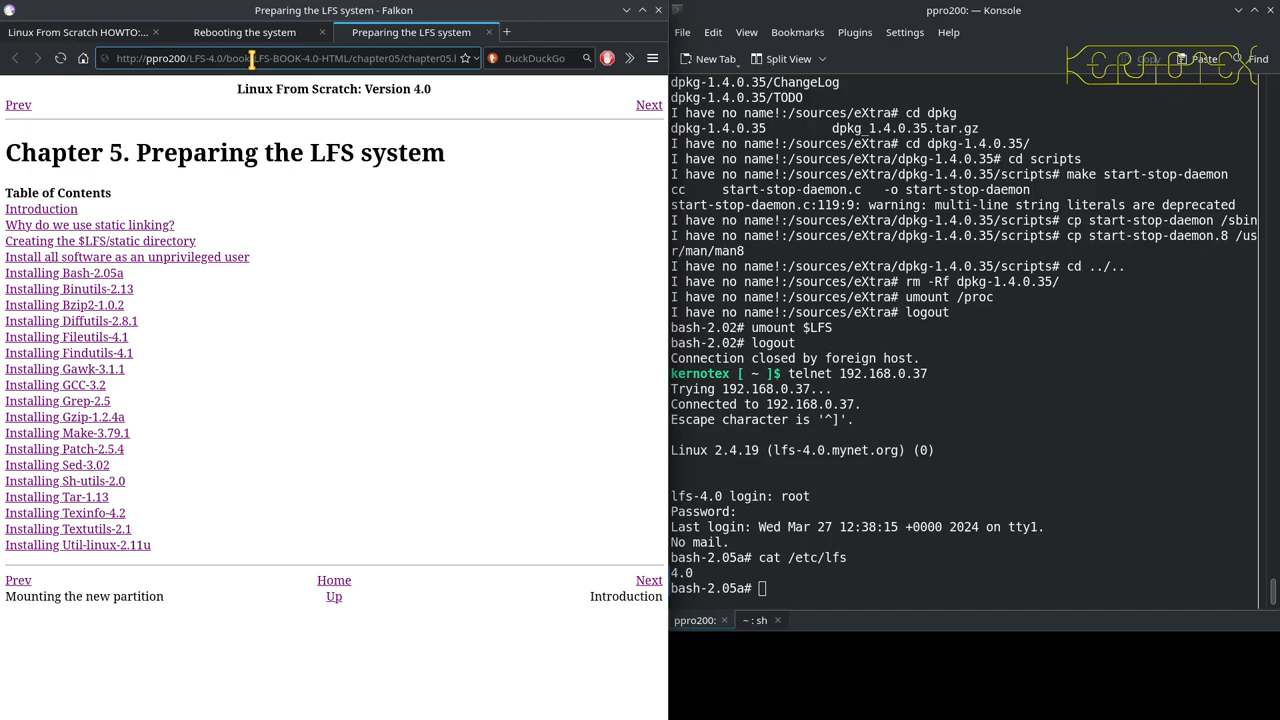 Preparing the LFS system - Falkon
Linux From Scratch HOWTO:...
Rebooting the system
Preparing the LFS system
http://ppro200/LFS-4.0/book/LFS-BOOK-4.0-HTML/chapter05/chapter05.l
DuckDuckGo
Linux From Scratch: Version 4.0
Prev
Next
Chapter 5. Preparing the LFS system
Table of Contents
Introduction
Why do we use static linking?
Creating the $LFS/static directory
Install all software as an unprivileged user
Installing Bash-2.05a
Installing Binutils-2.13
Installing Bzip2-1.0.2
Installing Diffutils-2.8.1
Installing Fileutils-4.1
Installing Findutils-4.1
Installing Gawk-3.1.1
Installing GCC-3.2
Installing Grep-2.5
Installing Gzip-1.2.4a
Installing Make-3.79.1
Installing Patch-2.5.4
Installing Sed-3.02
Installing Sh-utils-2.0
Installing Tar-1.13
Installing Texinfo-4.2
Installing Textutils-2.1
Installing Util-linux-2.11u
Prev
Home
Next
Mounting the new partition
Up
Introduction
ppro200: — Konsole
File Edit View Bookmarks Plugins Settings Help
New Tab Split View Copy Paste Find
KERNOTEX
dpkg-1.4.0.35/ChangeLog
dpkg-1.4.0.35/TODO
I have no name!:/sources/eXtra# cd dpkg
dpkg-1.4.0.35 dpkg_1.4.0.35.tar.gz
I have no name!:/sources/eXtra# cd dpkg-1.4.0.35/
I have no name!:/sources/eXtra/dpkg-1.4.0.35# cd scripts
I have no name!:/sources/eXtra/dpkg-1.4.0.35/scripts# make start-stop-daemon
cc start-stop-daemon.c -o start-stop-daemon
start-stop-daemon.c:119:9: warning: multi-line string literals are deprecated
I have no name!:/sources/eXtra/dpkg-1.4.0.35/scripts# cp start-stop-daemon /sbin
I have no name!:/sources/eXtra/dpkg-1.4.0.35/scripts# cp start-stop-daemon.8 /us
r/man/man8
I have no name!:/sources/eXtra/dpkg-1.4.0.35/scripts# cd ../..
I have no name!:/sources/eXtra# rm -Rf dpkg-1.4.0.35/
I have no name!:/sources/eXtra# umount /proc
I have no name!:/sources/eXtra# logout
bash-2.02# umount $LFS
bash-2.02# logout
Connection closed by foreign host.
kernotex [ ~ ]$ telnet 192.168.0.37
Trying 192.168.0.37...
Connected to 192.168.0.37.
Escape character is '^]'.
Linux 2.4.19 (lfs-4.0.mynet.org) (0)
lfs-4.0 login: root
Password:
Last login: Wed Mar 27 12:38:15 +0000 2024 on tty1.
No mail.
bash-2.05a# cat /etc/lfs
4.0
bash-2.05a#
ppro200:
~ : sh